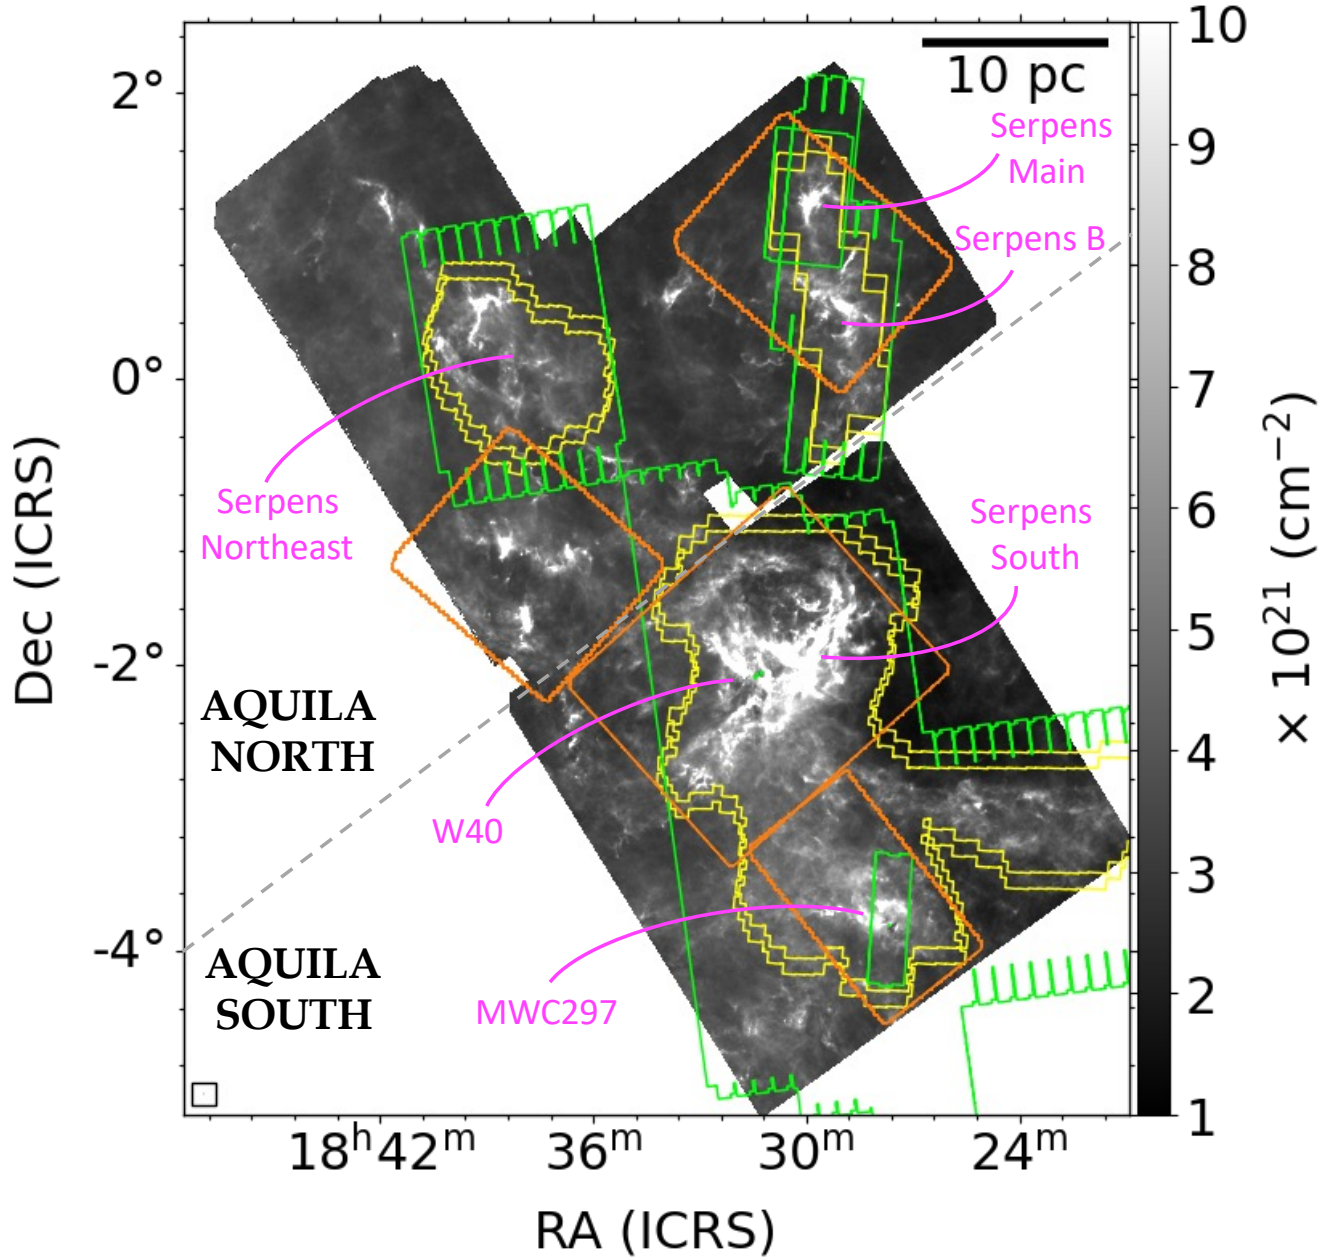 10 pc
Serpens
Main
Serpens B
Serpens
Northeast
Serpens
South
AQUILA
NORTH
W40
AQUILA
SOUTH
MWC297
2°
0°
-2°
-4°
Dec (ICRS)
18ʰ42ᵐ
36ᵐ
30ᵐ
24ᵐ
RA (ICRS)
10
9
8
7
6
5
4
3
2
1
× 10²¹ (cm⁻²)